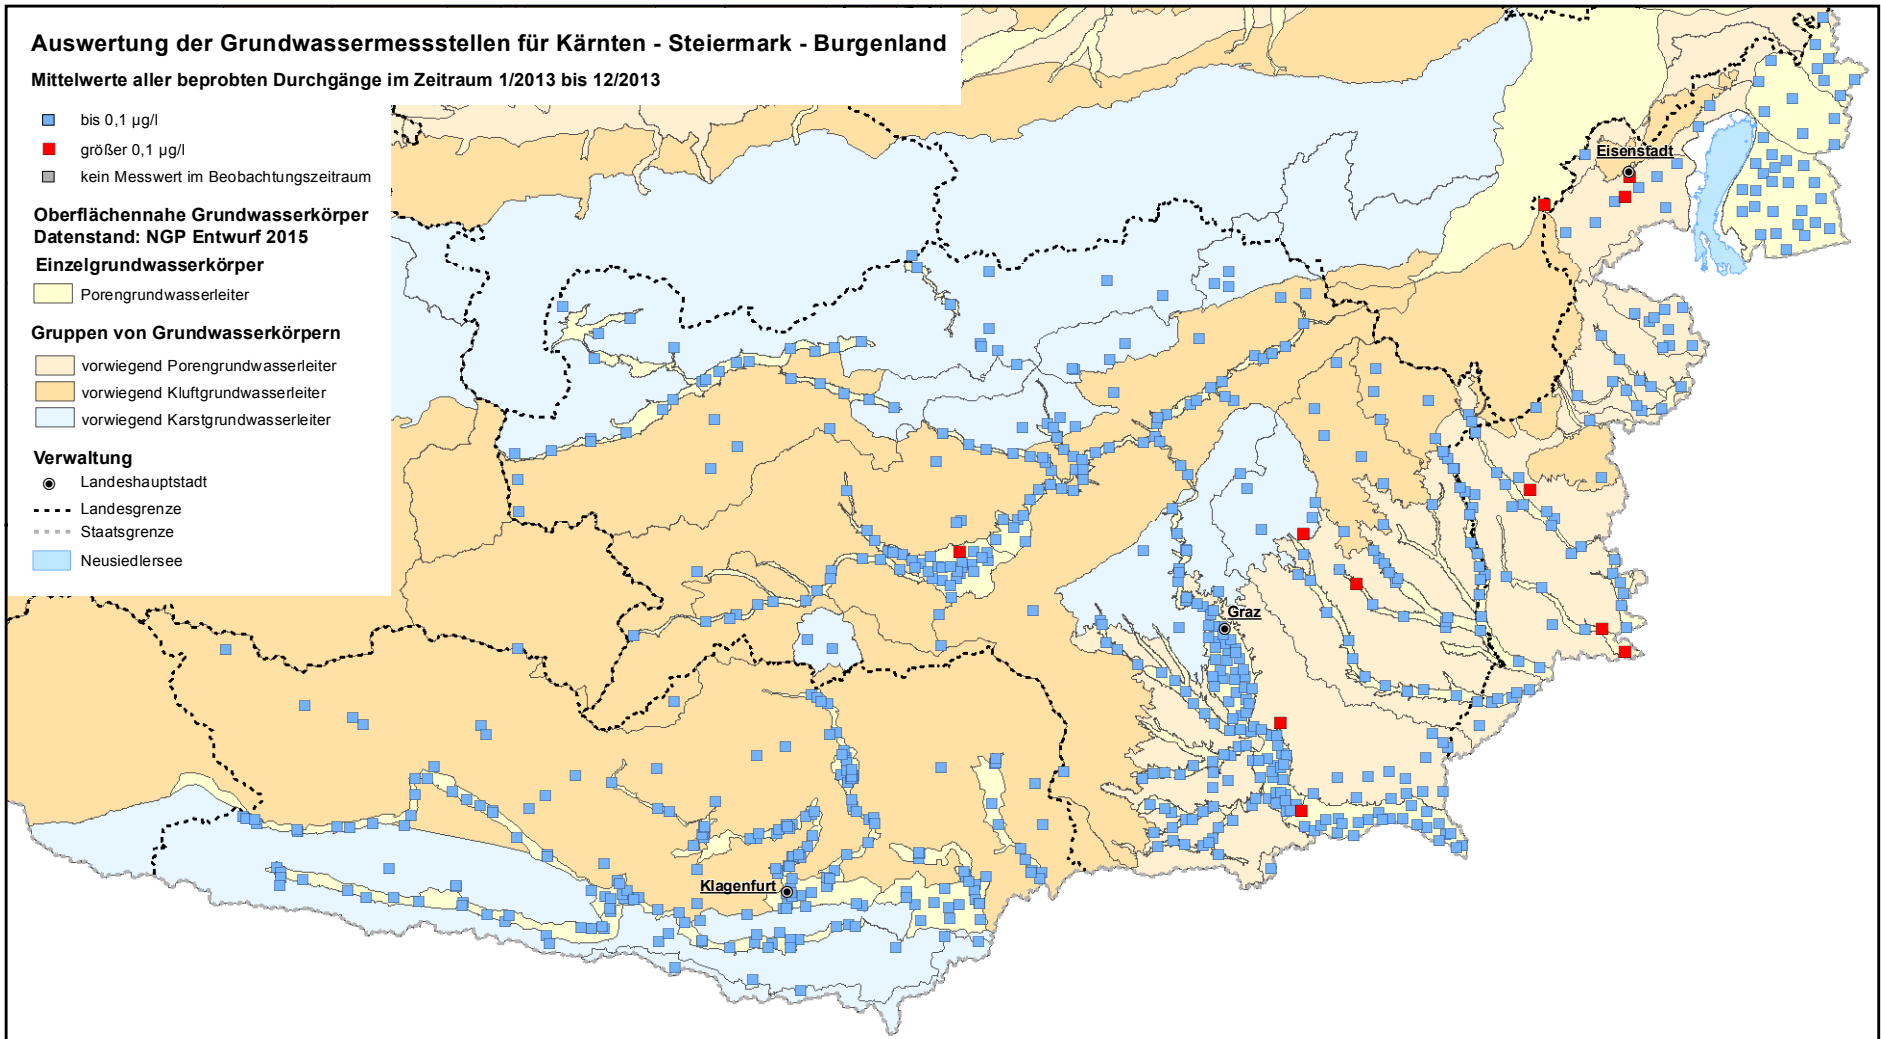 Auswertung der Grundwassermessstellen für Kärnten - Steiermark - Burgenland
Mittelwerte aller beprobten Durchgänge im Zeitraum 1/2013 bis 12/2013
bis 0,1 µg/l
größer 0,1 µg/l
kein Messwert im Beobachtungszeitraum
Oberflächennahe Grundwasserkörper
Datenstand: NGP Entwurf 2015
Einzelgrundwasserkörper
Porengrundwasserleiter
Gruppen von Grundwasserkörpern
vorwiegend Porengrundwasserleiter
vorwiegend Kluftgrundwasserleiter
vorwiegend Karstgrundwasserleiter
Verwaltung
Landeshauptstadt
Landesgrenze
Staatsgrenze
Neusiedlersee
Eisenstadt
Graz
Klagenfurt